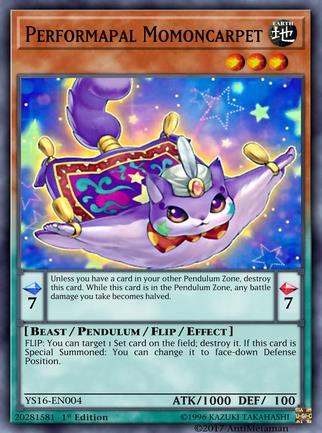 Performapal Momoncarpet
EARTH
地
Unless you have a card in your other Pendulum Zone, destroy
this card. While this card is in the Pendulum Zone, any battle
damage you take becomes halved.
7
7
[ Beast / Pendulum / Flip / Effect ]
FLIP: You can target 1 Set card on the field; destroy it. If this card is
Special Summoned: You can change it to face-down Defense
Position.
YS16-EN004
ATK/1000 DEF/ 100
20281581 1st Edition
©1996 KAZUKI TAKAHASHI
©2017 AntiMetaman